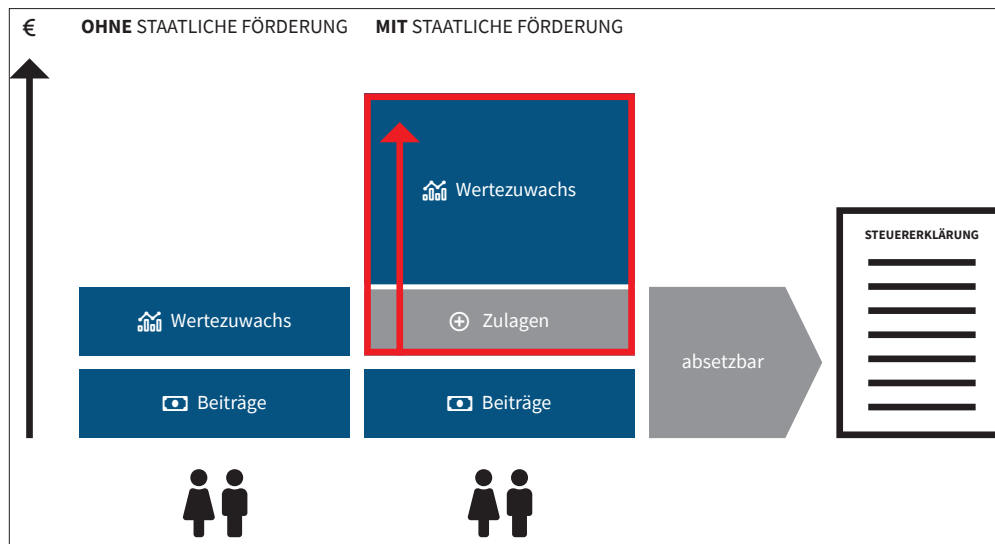 €
OHNE STAATLICHE FÖRDERUNG
MIT STAATLICHE FÖRDERUNG
Wertezuwachs
STEUERERKLÄRUNG
Wertezuwachs
Zulagen
absetzbar
Beiträge
Beiträge